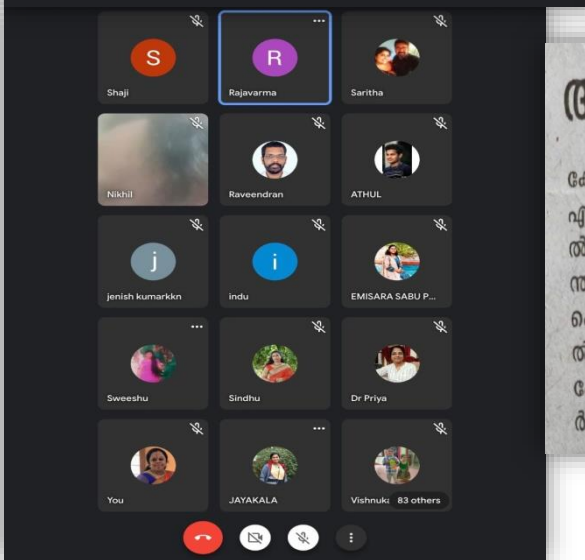 S
R
Shaji
Rajavarma
Saritha
Nikhil
Raveendran
ATHUL
j
i
jenish kumarkkn
indu
EMISARA SABU P...
Sweeshu
Sindhu
Dr Priya
You
JAYAKALA
Vishnuka 83 others